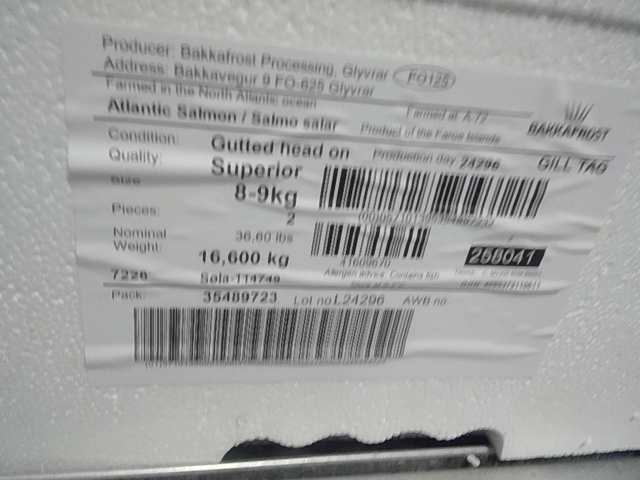 Producer: Bakkafrost Processing, Glyvrar FO125
Address: Bakkavegur 9 FO-625 Glyvrar
Farmed in the North Atlantic ocean Farmed at: A-72
Atlantic Salmon / Salmo salar Product of the Faroe Islands BAKKAFROST
Condition: Gutted head on Production day 24296 GILL TAG
Quality: Superior
Size 8-9kg
Pieces: 2
Nominal 36,60 lbs 258041
Weight: 16,600 kg 41609670
7226 Sola-114746 Allergen advice: Contains fish
Pack: 35489723 Lot no L24296 AWB no.